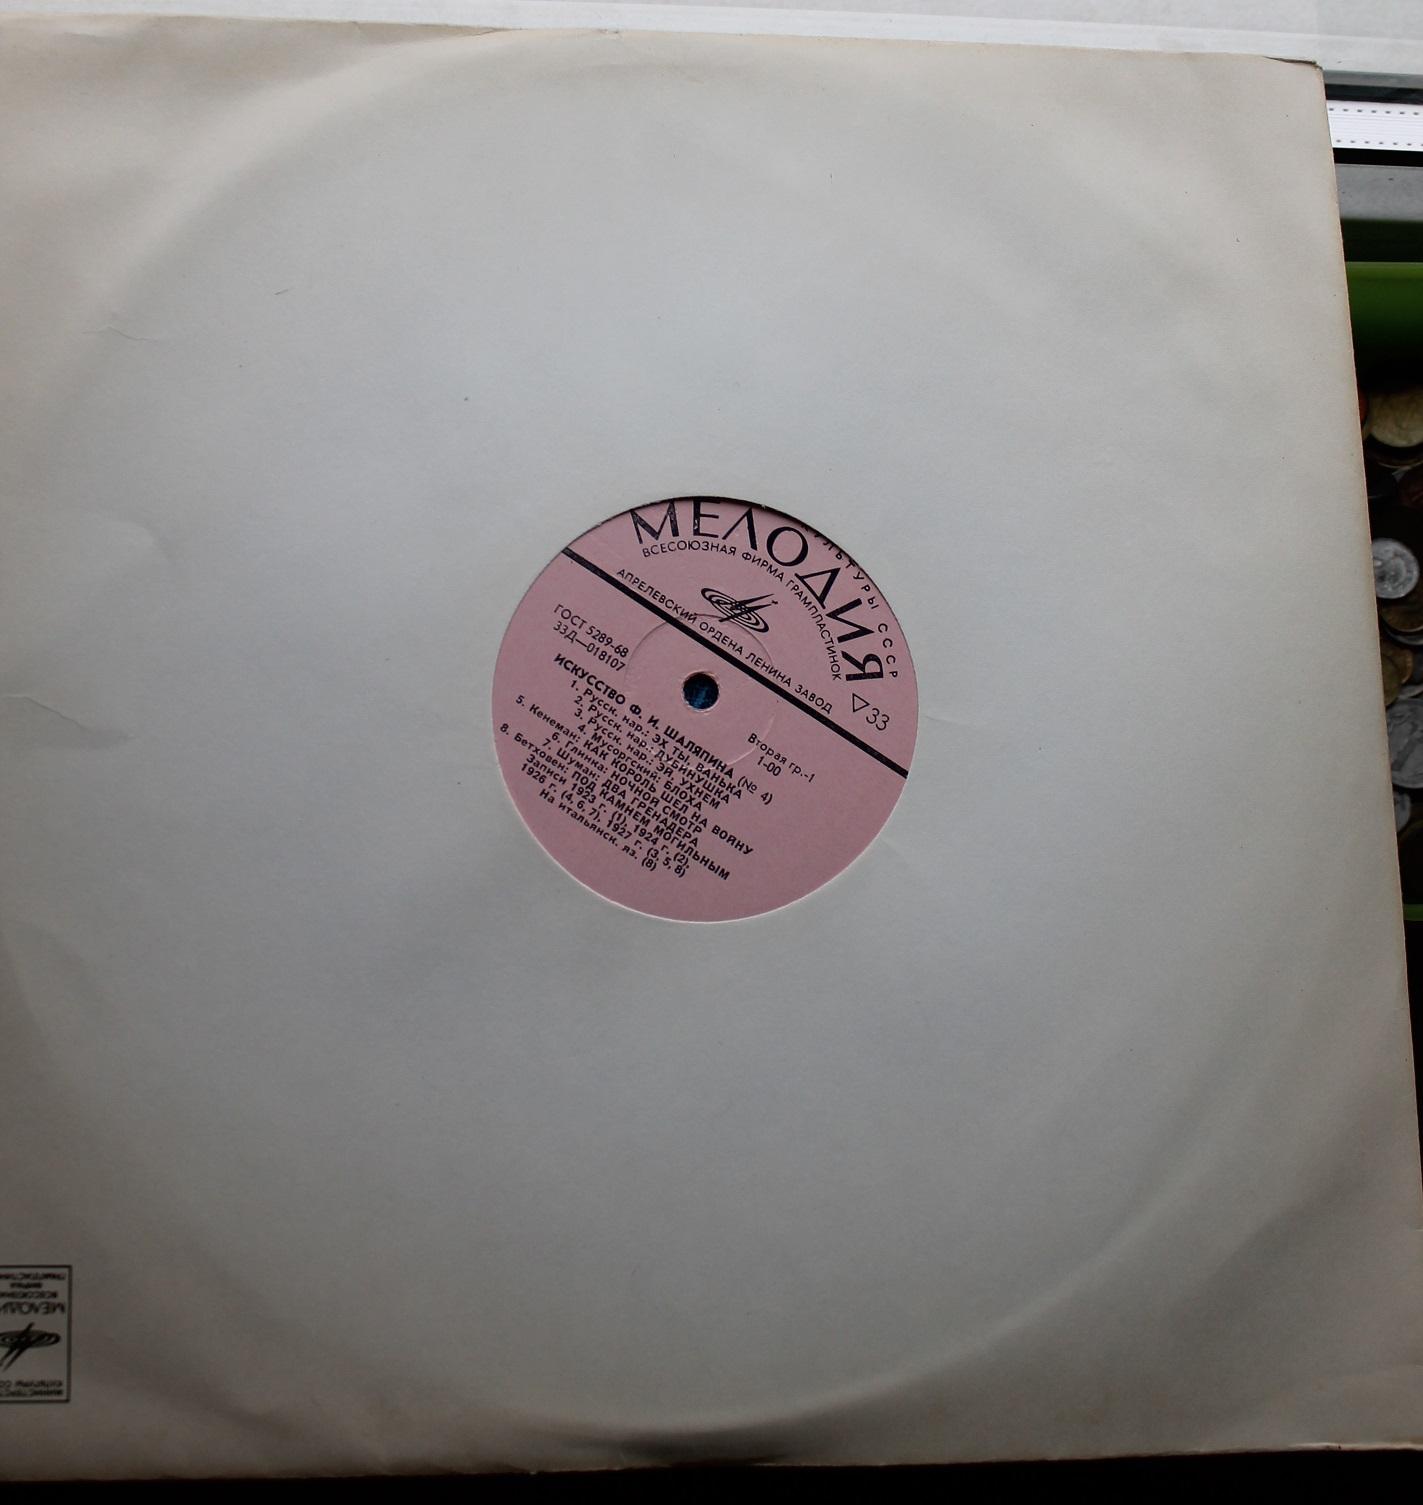 КУЛЬТУРЫ СССР
МЕЛОДИЯ
ВСЕСОЮЗНАЯ ФИРМА ГРАМПЛАСТИНОК
АПРЕЛЕВСКИЙ ОРДЕНА ЛЕНИНА ЗАВОД
33
ГОСТ 5289-68
33Д—018107
Вторая гр.-1
1-00
ИСКУССТВО Ф. И. ШАЛЯПИНА (№ 4)
1. Русск. нар.: ЭХ ТЫ, ВАНЬКА
2. Русск. нар.: ДУБИНУШКА
3. Русск. нар.: ЭЙ, УХНЕМ
4. Мусоргский: БЛОХА
5. Кенеман: КАК КОРОЛЬ ШЕЛ НА ВОЙНУ
6. Глинка: НОЧНОЙ СМОТР
7. Шуман: ДВА ГРЕНАДЕРА
8. Бетховен: ПОД КАМНЕМ МОГИЛЬНЫМ
Записи 1923 г. (1), 1924 г. (2),
1926 г. (4, 6, 7), 1927 г. (3, 5, 8)
На итальянск. яз. (8)